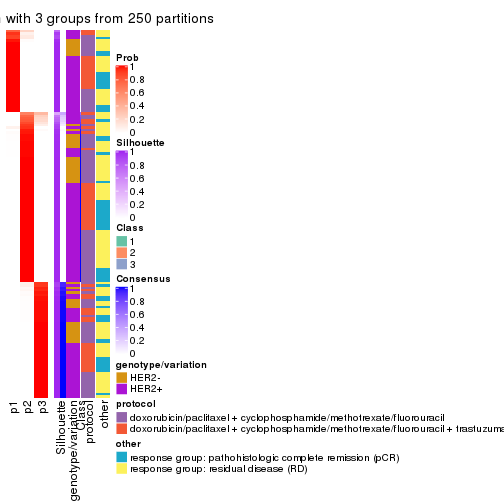 with 3 groups from 250 partitions
Prob
1
0.8
0.6
0.4
0.2
0
Silhouette
1
0.8
0.6
0.4
0.2
0
Class
1
2
3
Consensus
1
0.8
0.6
0.4
0.2
0
genotype/variation
HER2-
HER2+
protocol
doxorubicin/paclitaxel + cyclophosphamide/methotrexate/fluorouracil
doxorubicin/paclitaxel + cyclophosphamide/methotrexate/fluorouracil + trastuzuma
other
response group: pathohistologic complete remission (pCR)
response group: residual disease (RD)
p1
p2
p3
Silhouette
genotype/variation
Class
protocol
other